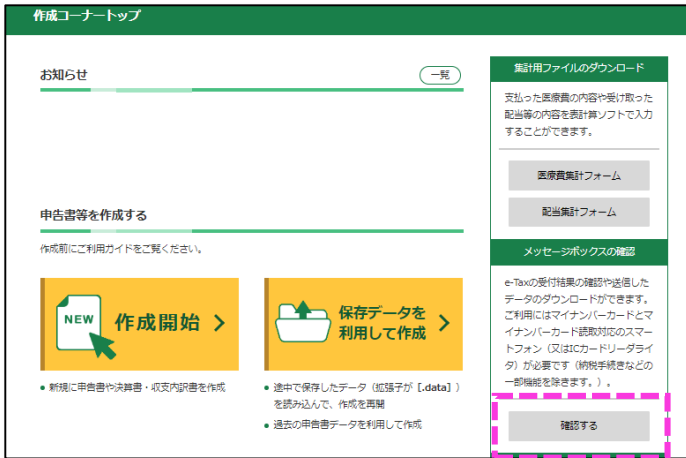 作成コーナートップ
お知らせ
一覧
申告書等を作成する
作成前にご利用ガイドをご覧ください。
NEW
作成開始
保存データを
利用して作成
新規に申告書や決算書・収支内訳書を作成
途中で保存したデータ（拡張子が【.data】）
を読み込んで、作成を再開
過去の申告書データを利用して作成
集計用ファイルのダウンロード
支払った医療費の内容や受け取った
配当等の内容を表計算ソフトで入力
することができます。
医療費集計フォーム
配当集計フォーム
メッセージボックスの確認
e-Taxの受付結果の確認や送信した
データのダウンロードができます。
ご利用にはマイナンバーカードとマ
イナンバーカード読取対応のスマー
トフォン（又はICカードリーダライ
タ）が必要です（納税手続きなどの
一部機能を除きます。）。
確認する